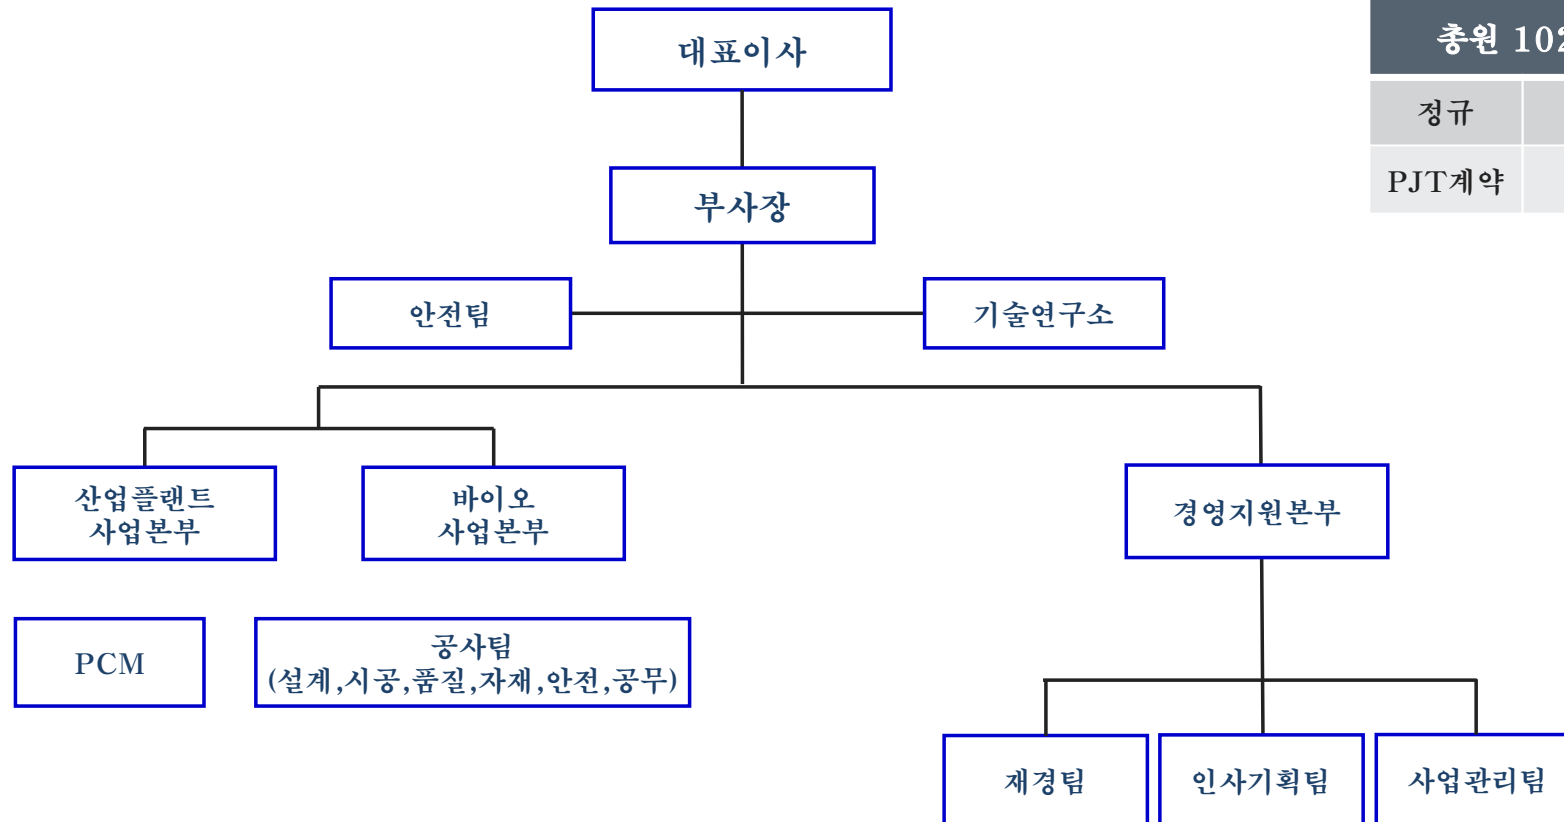 대표이사
총원 102
정규
PJT계약
부사장
안전팀
기술연구소
산업플랜트
사업본부
바이오
사업본부
경영지원본부
PCM
공사팀
(설계,시공,품질,자재,안전,공무)
재경팀
인사기획팀
사업관리팀